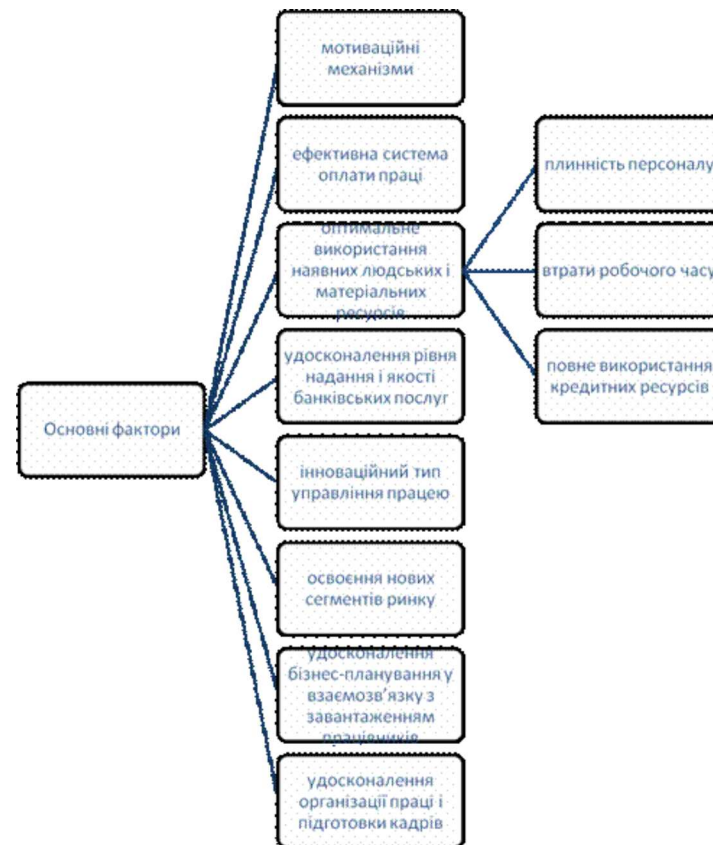 мотиваційні
механізми
ефективна система
оплати праці
оптимальне
використання
наявних людських і
матеріальних
ресурсів
удосконалення рівня
надання і якості
банківських послуг
інноваційний тип
управління працею
освоєння нових
сегментів ринку
удосконалення
бізнес-планування у
взаємозв'язку з
завантаженням
працівників
удосконалення
організації праці і
підготовки кадрів
Основні фактори
плинність персоналу
втрати робочого часу
повне використання
кредитних ресурсів